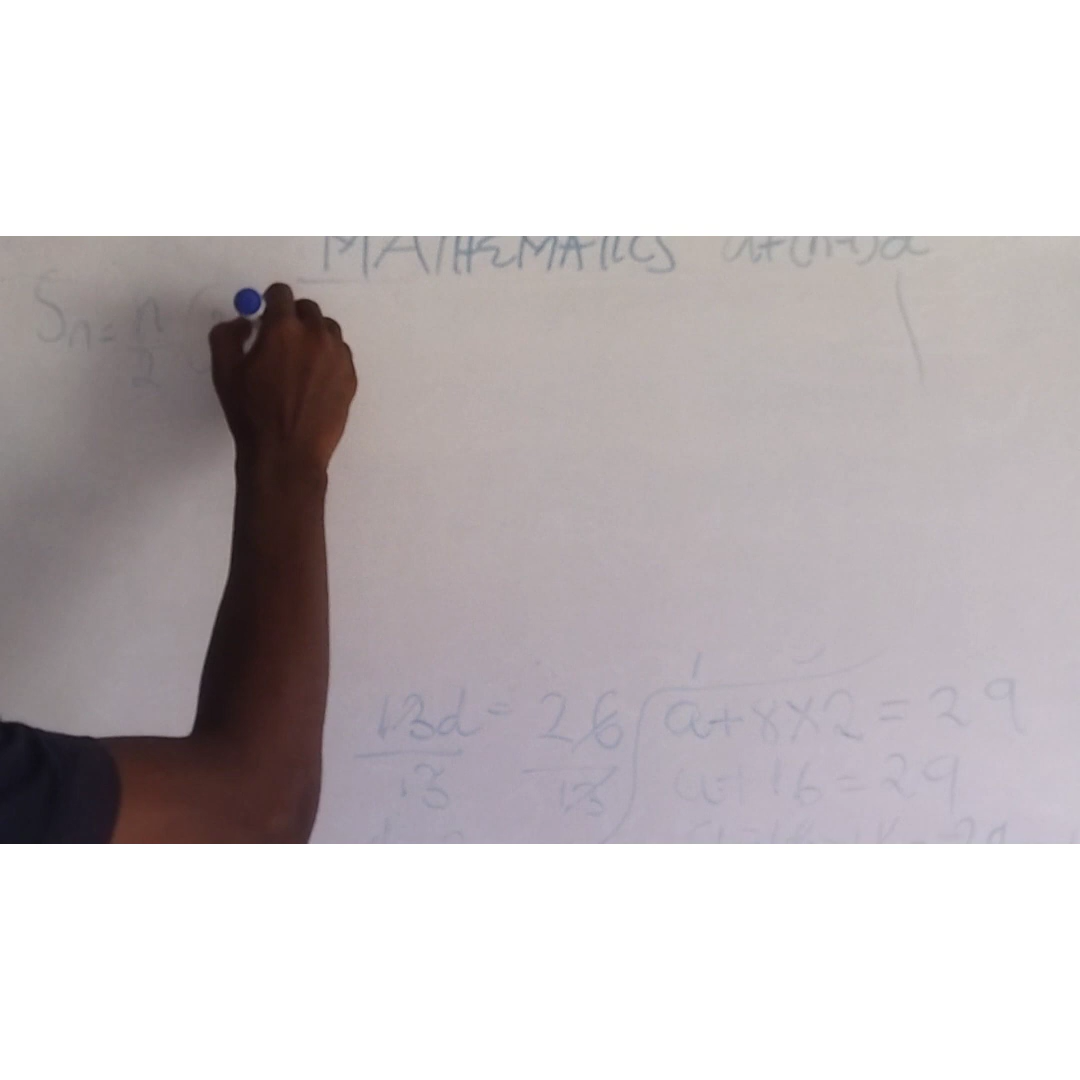 MATHEMATICS a+(n-1)d
Sn = n/2 (
13d = 26
13 13
a+8×2 = 29
a+16 = 29